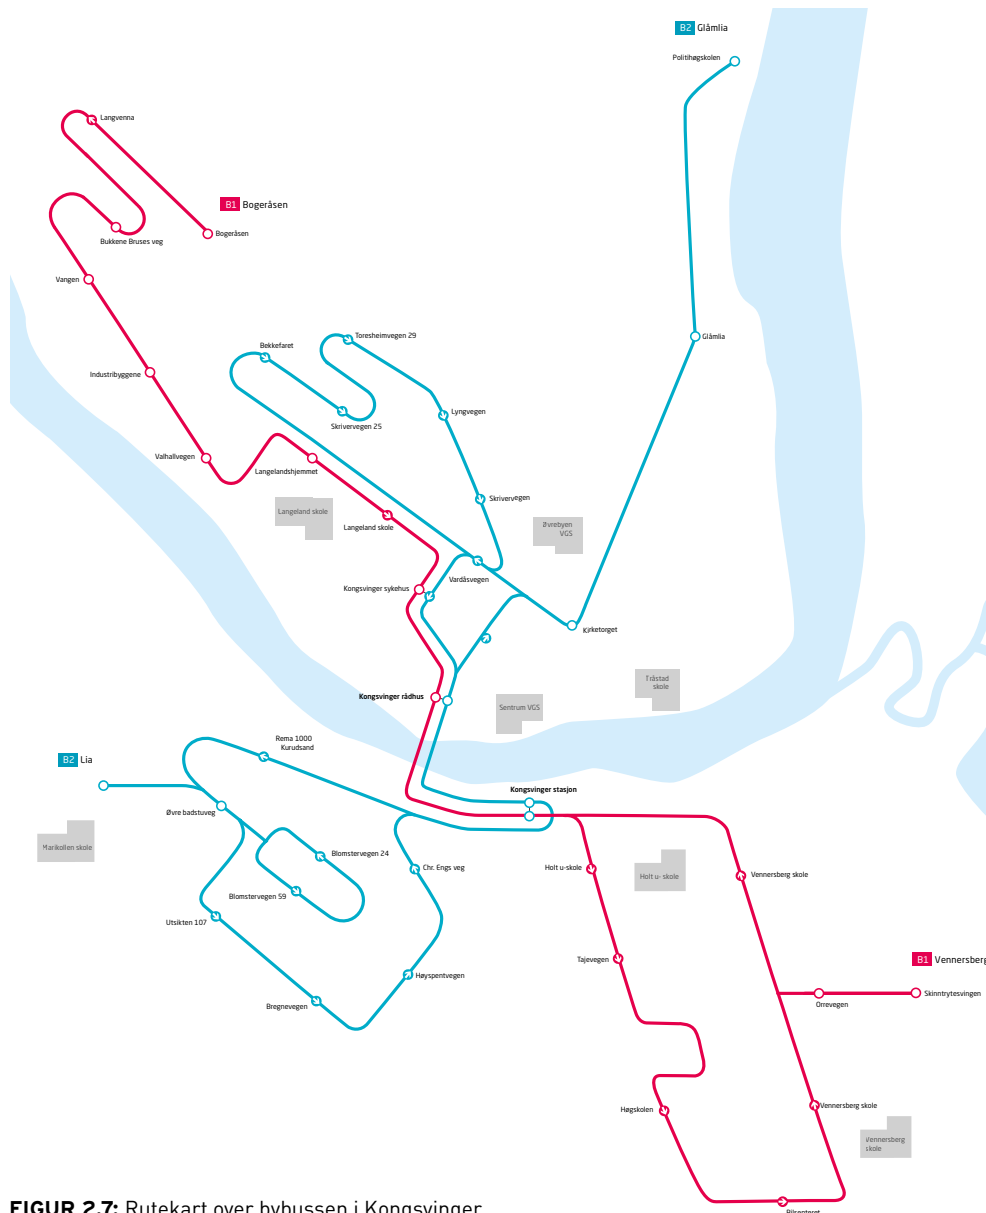 B2 Glåmlia
Politihøgskolen
Langvenna
B1 Bogeråsen
Bogeråsen
Bukkene Bruses veg
Vangen
Toresheimvegen 29
Glåmlia
Bekkefaret
Industribyggene
Lyngvegen
Skrivervegen 25
Valhallvegen
Langelandshjemmet
Skrivervegen
Langeland skole
Langeland skole
Øvrebyen
VGS
Vardåsvegen
Kongsvinger sykehus
Kirketorget
Tråstad
skole
Kongsvinger rådhus
Sentrum VGS
Rema 1000
Kurudsand
B2 Lia
Kongsvinger stasjon
Øvre badstuveg
Marikollen skole
Blomstervegen 24
Chr. Engs veg
Holt u-skole
Holt u- skole
Vennersberg skole
Blomstervegen 59
Utsikten 107
B1 Vennersberg
Tajevegen
Høyspentvegen
Skinntrytesvingen
Bregnevegen
Orrevegen
Høgskolen
Vennersberg skole
Vennersberg
skole
FIGUR 2.7: Rutekart over bybussen i Kongsvinger
Bilsenteret